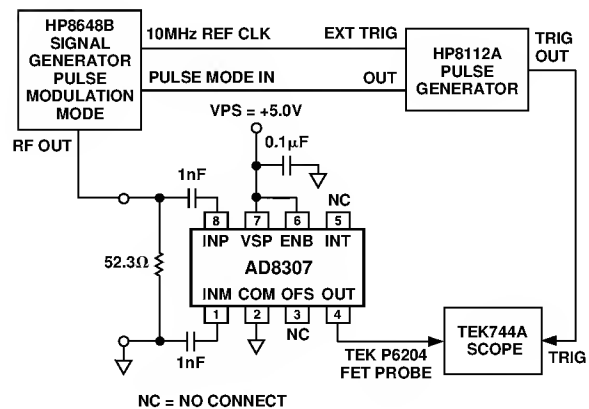 HP8648B
SIGNAL
GENERATOR
PULSE
MODULATION
MODE
10MHz REF CLK
EXT TRIG
PULSE MODE IN
OUT
HP8112A
PULSE
GENERATOR
TRIG
OUT
RF OUT
VPS = +5.0V
0.1μF
1nF
NC
8
7
6
5
INP
VSP
ENB
INT
52.3Ω
AD8307
INM
COM
OFS
OUT
1
2
3
4
NC
1nF
TEK P6204
FET PROBE
TEK744A
SCOPE
TRIG
NC = NO CONNECT